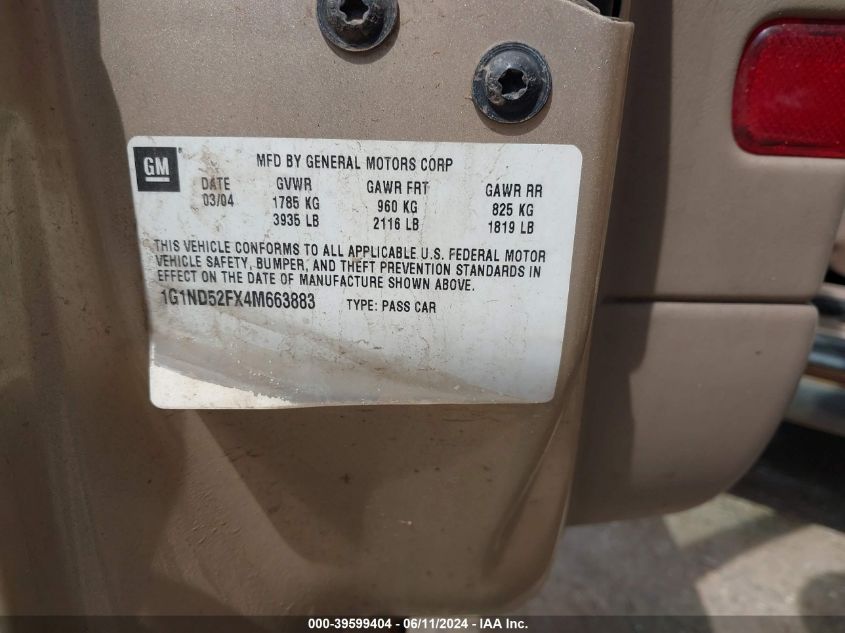 GM
MFD BY GENERAL MOTORS CORP
DATE GVWR GAWR FRT GAWR RR
03/04 1785 KG 960 KG 825 KG
3935 LB 2116 LB 1819 LB
THIS VEHICLE CONFORMS TO ALL APPLICABLE U.S. FEDERAL MOTOR
VEHICLE SAFETY, BUMPER, AND THEFT PREVENTION STANDARDS IN
EFFECT ON THE DATE OF MANUFACTURE SHOWN ABOVE.
1G1ND52FX4M663883 TYPE: PASS CAR
000-39599404 - 06/11/2024 - IAA Inc.